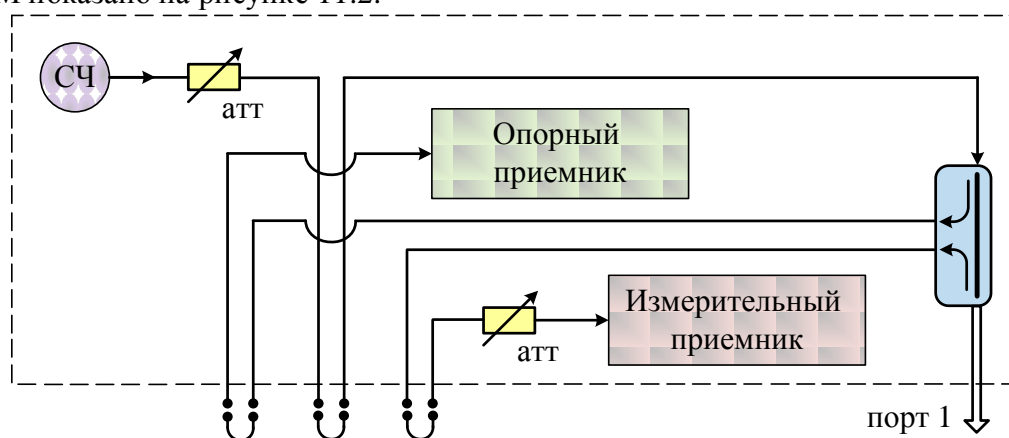 М показано на рисунке 11.2.
СЧ
атт
Опорный
приемник
Измерительный
приемник
атт
порт 1